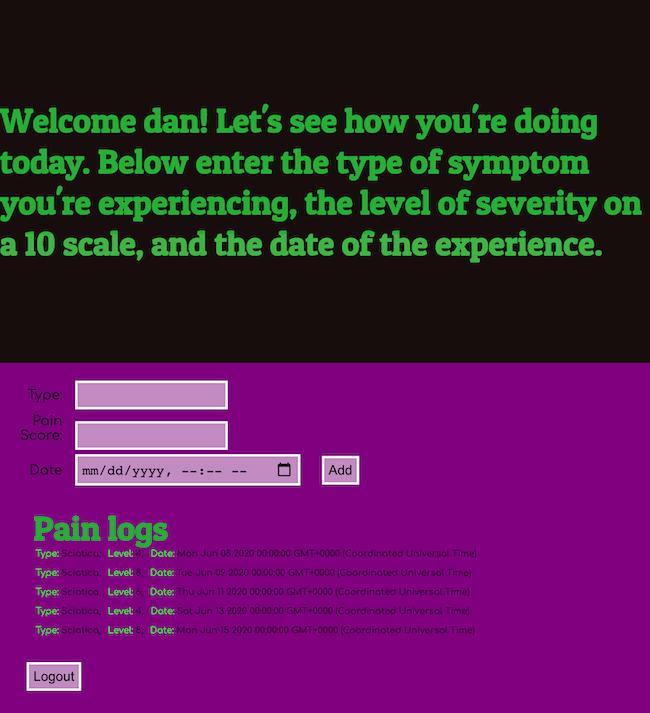 Welcome dan! Let's see how you're doing
today. Below enter the type of symptom
you're experiencing, the level of severity on
a 10 scale, and the date of the experience.
Type:
Pain
Score:
Date mm/dd/yyyy, --:-- -- Add
Pain logs
Type: Sciatica, Level: Date: Mon Jun 08 2020 00:00:00 GMT+0000 (Coordinated Universal Time)
Type: Sciatica, Level: Date: Tue Jun 09 2020 00:00:00 GMT+0000 (Coordinated Universal Time)
Type: Sciatica, Level: Date: Thu Jun 11 2020 00:00:00 GMT+0000 (Coordinated Universal Time)
Type: Sciatica, Level: 4, Date: Sat Jun 13 2020 00:00:00 GMT+0000 (Coordinated Universal Time)
Type: Sciatica, Level: Date: Mon Jun 15 2020 00:00:00 GMT+0000 (Coordinated Universal Time)
Logout